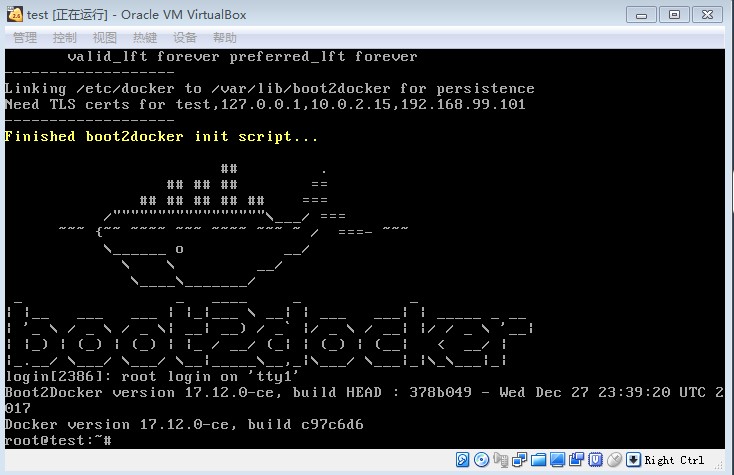 test [正在运行] - Oracle VM VirtualBox
管理 控制 视图 热键 设备 帮助
valid_lft forever preferred_lft forever
-------------------
Linking /etc/docker to /var/lib/boot2docker for persistence
Need TLS certs for test,127.0.0.1,10.0.2.15,192.168.99.101
-------------------
Finished boot2docker init script...
boot2docker
login[2386]: root login on 'tty1'
Boot2Docker version 17.12.0-ce, build HEAD : 378b049 - Wed Dec 27 23:39:20 UTC 2
017
Docker version 17.12.0-ce, build c97c6d6
root@test:~#
Right Ctrl